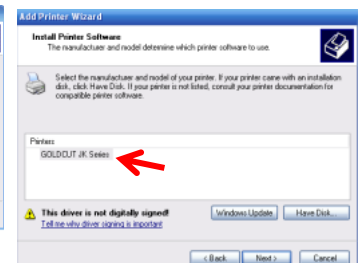 Add Printer Wizard
Install Printer Software
The manufacturer and model determine which printer software to use.
Select the manufacturer and model of your printer. If your printer came with an installation
disk, click Have Disk. If your printer is not listed, consult your printer documentation for
compatible printer software.
Printers
GOLDCUT JK Series
This driver is not digitally signed!
Tell me why driver signing is important
Windows Update
Have Disk...
< Back
Next >
Cancel